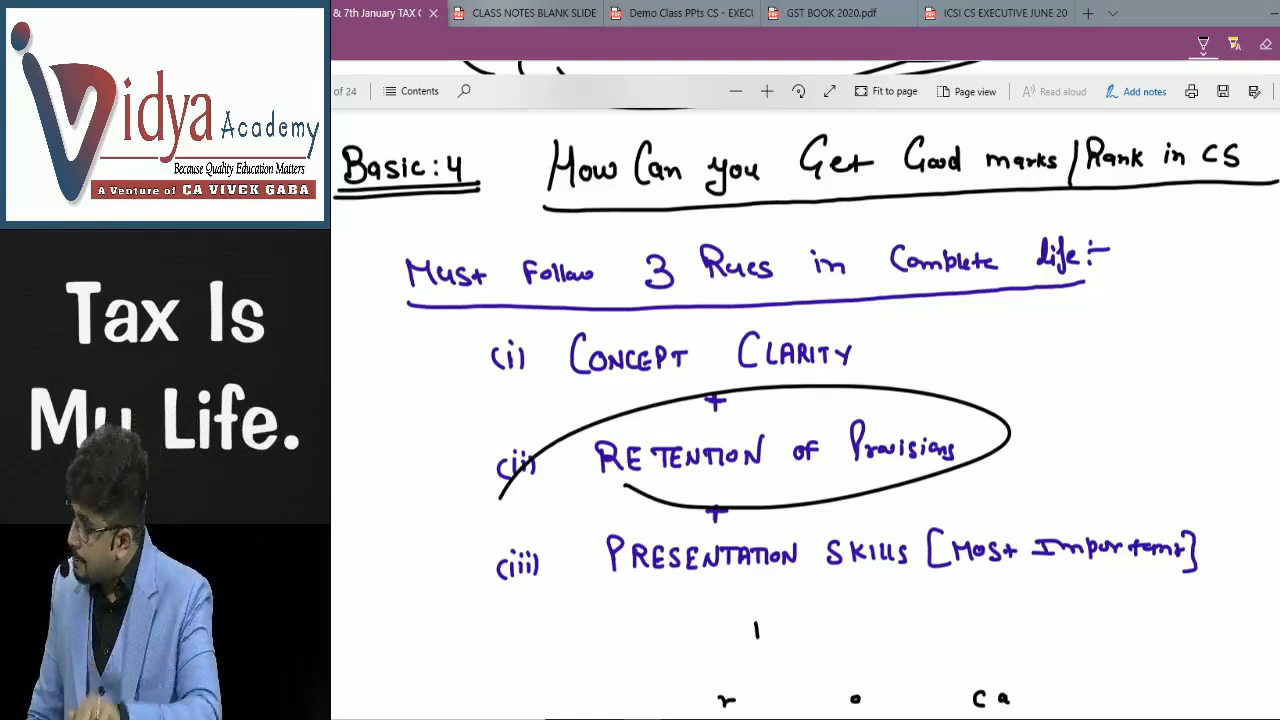 & 7th January TAX C
CLASS NOTES BLANK SLIDE
Demo Class PPts CS - EXECU
GST BOOK 2020.pdf
ICSI CS EXECUTIVE JUNE 20
of 24
Contents
Fit to page
Page view
Read aloud
Add notes
Vidya Academy
Because Quality Education Matters
A Venture of CA VIVEK GABA
Tax Is
My Life.
Basic:4 How Can you Get Good marks/Rank in CS
Must Follow 3 Rues in Complete life:-
(i) CONCEPT CLARITY
+
(ii) RETENTION of Provisions
+
(iii) PRESENTATION SKILLS [Most Important]